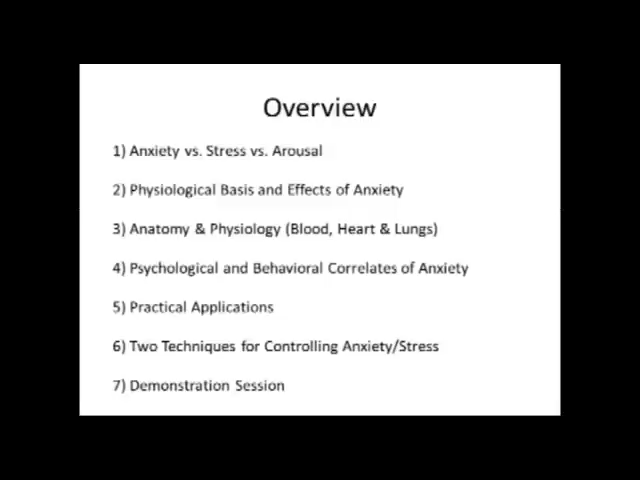 Overview
1) Anxiety vs. Stress vs. Arousal
2) Physiological Basis and Effects of Anxiety
3) Anatomy & Physiology (Blood, Heart & Lungs)
4) Psychological and Behavioral Correlates of Anxiety
5) Practical Applications
6) Two Techniques for Controlling Anxiety/Stress
7) Demonstration Session